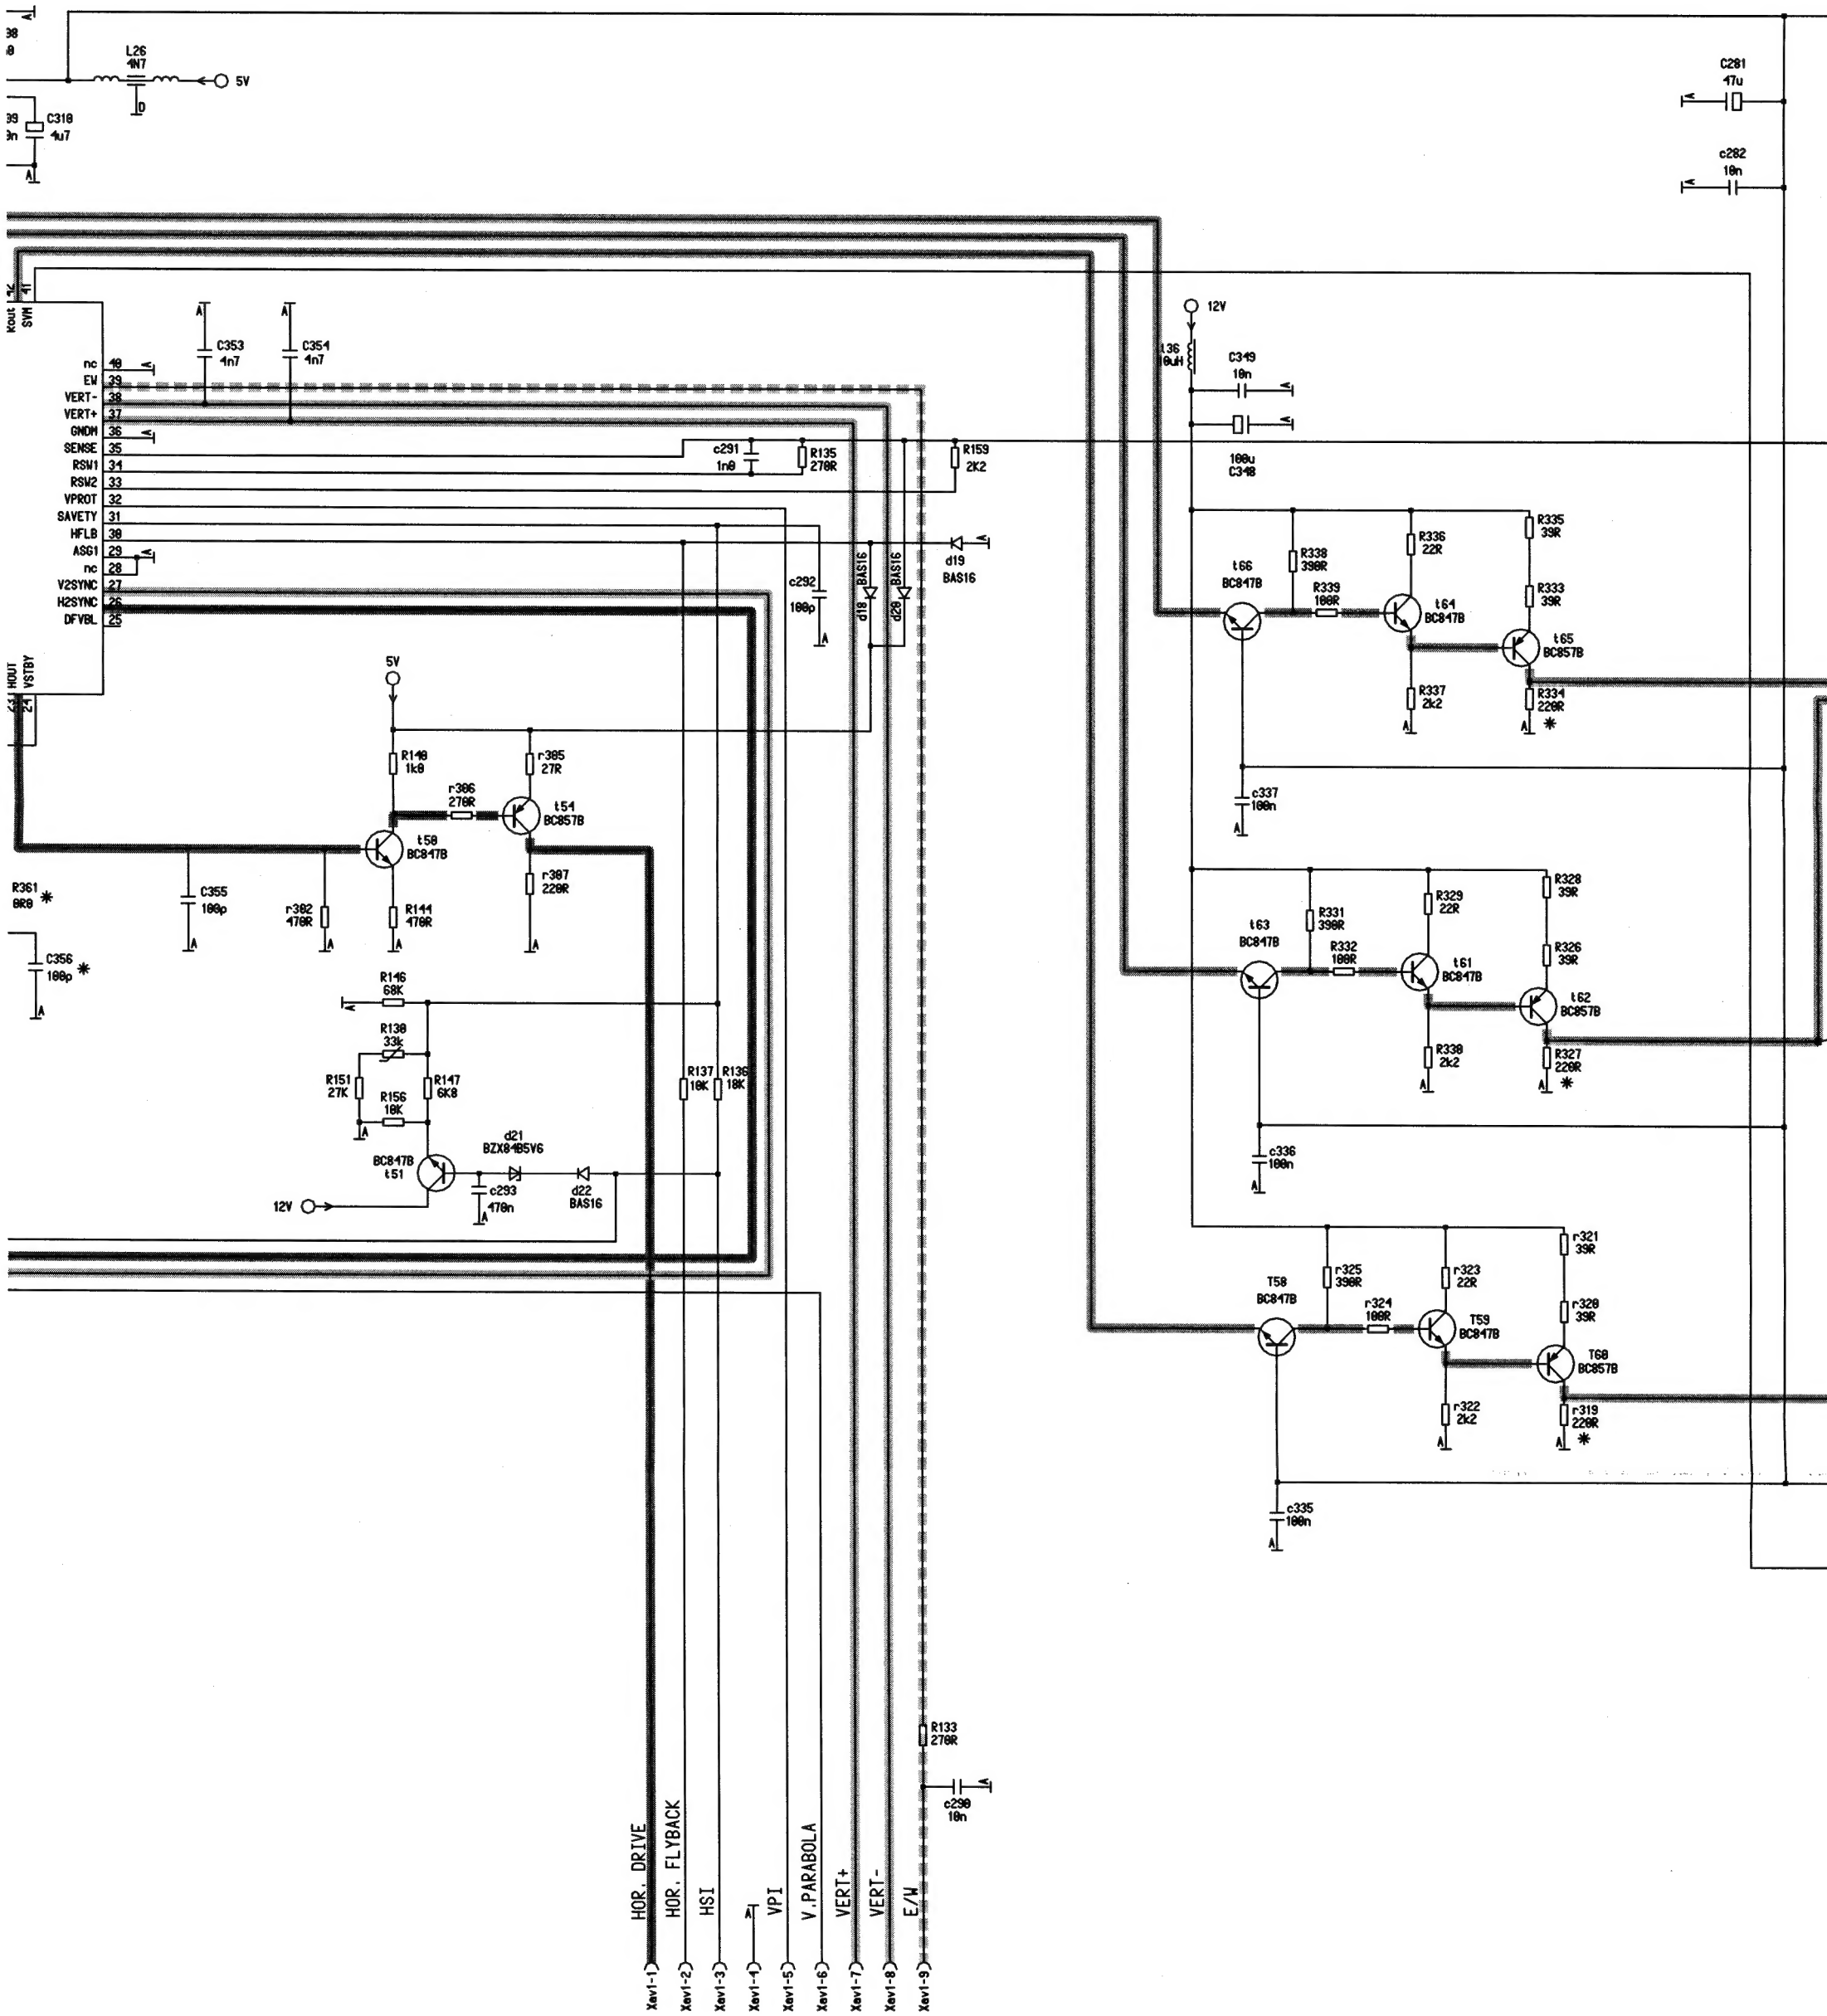 L26
4N7
5V
C310
4u7
A
D
C281
47u
c282
10n
SVM
41
12V
C353
4n7
C354
4n7
l36
10uH
C349
10n
100u
C348
nc 40
EW 39
VERT- 38
VERT+ 37
GNDM 36
SENSE 35
RSW1 34
RSW2 33
VPROT 32
SAVETY 31
HFLB 30
ASG1 29
nc 28
V2SYNC 27
H2SYNC 26
DFVBL 25
23 HOUT
24 VSTBY
c291
1n0
R135
270R
R159
2K2
c292
100p
d18
BAS16
d20
BAS16
d19
BAS16
t66
BC847B
R338
390R
R339
100R
R336
22R
t64
BC847B
R335
39R
R333
39R
t65
BC857B
R337
2k2
R334
220R
*
c337
100n
5V
R140
1k0
r306
270R
r305
27R
t54
BC857B
t50
BC847B
r307
220R
R361
0R0
*
C355
100p
r302
470R
R144
470R
C356
100p
*
R146
68K
R138
33k
R151
27K
R147
6K8
R156
10K
R137
10K
R136
10K
BC847B
t51
d21
BZX84B5V6
d22
BAS16
c293
470n
12V
t63
BC847B
R331
390R
R332
100R
R329
22R
t61
BC847B
R328
39R
R326
39R
t62
BC857B
R330
2k2
R327
220R
*
c336
100n
T58
BC847B
r325
390R
r324
100R
r323
22R
T59
BC847B
r321
39R
r320
39R
T60
BC857B
r322
2k2
r319
220R
*
c335
100n
R133
270R
c290
10n
HOR. DRIVE
HOR. FLYBACK
HSI
A
VPI
V.PARABOLA
VERT+
VERT-
E/W
Xav1-1
Xav1-2
Xav1-3
Xav1-4
Xav1-5
Xav1-6
Xav1-7
Xav1-8
Xav1-9